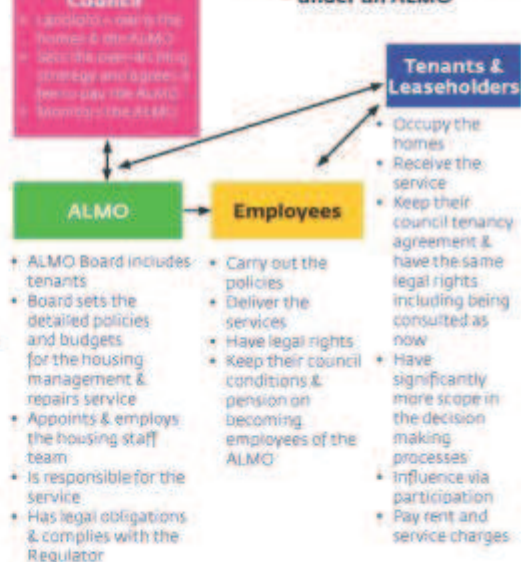 Council
under an ALMO
• Landlord – owns the
homes & the ALMO
• Sets the over-arching
strategy and agrees a
fee to pay the ALMO
• Monitors the ALMO
Tenants &
Leaseholders
• Occupy the
homes
• Receive the
service
• Keep their
council tenancy
agreement &
have the same
legal rights
including being
consulted as
now
• Have
significantly
more scope in
the decision
making
processes
• Influence via
participation
• Pay rent and
service charges
ALMO
• ALMO Board includes
tenants
• Board sets the
detailed policies
and budgets
for the housing
management &
repairs service
• Appoints & employs
the housing staff
team
• Is responsible for the
service
• Has legal obligations
& complies with the
Regulator
Employees
• Carry out the
policies
• Deliver the
services
• Have legal rights
• Keep their council
conditions &
pension on
becoming
employees of the
ALMO